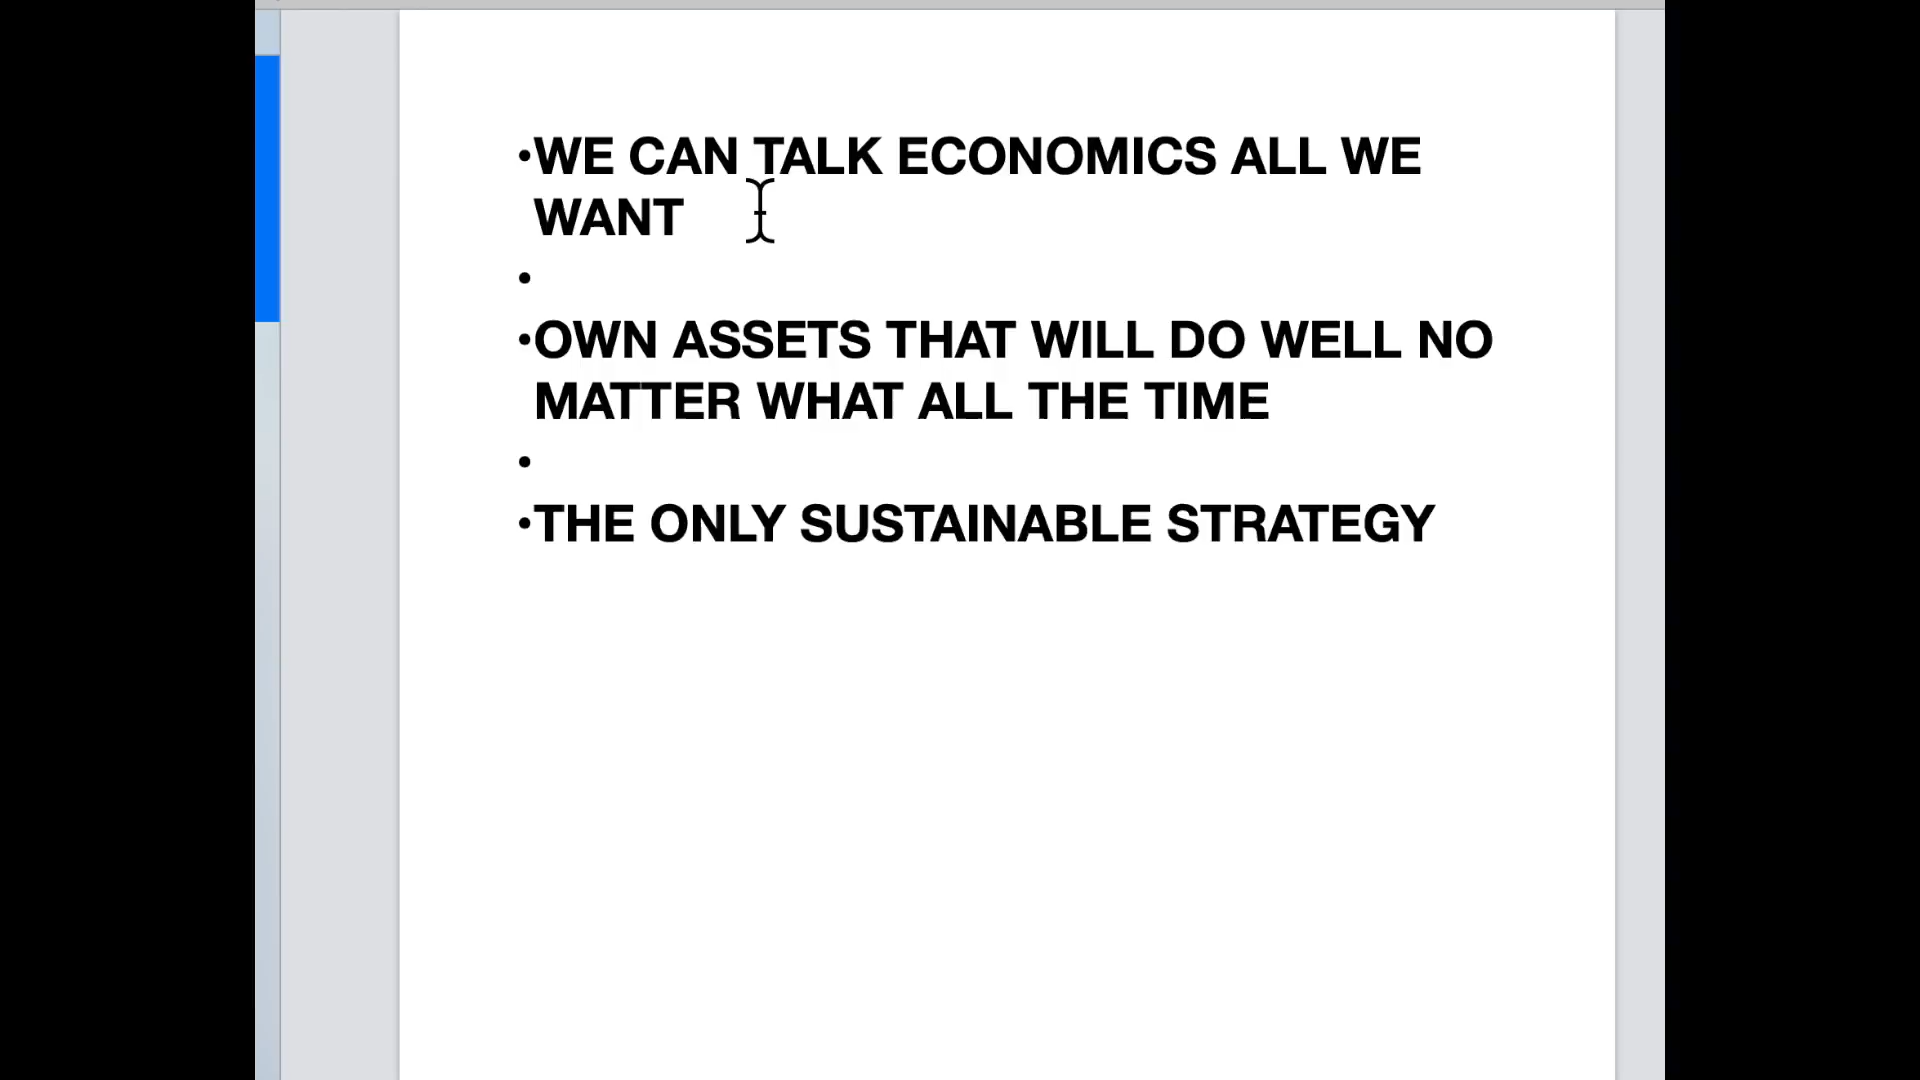 •WE CAN TALK ECONOMICS ALL WE
WANT
•
•OWN ASSETS THAT WILL DO WELL NO
MATTER WHAT ALL THE TIME
•
•THE ONLY SUSTAINABLE STRATEGY